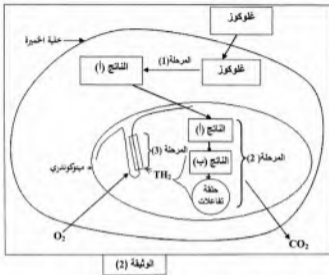 غلوكوز
خلية الخميرة
غلوكوز
المرحلة (1)
الناتج (أ)
الناتج (أ)
المرحلة (2)
المرحلة (3)
الناتج (ب)
ميتوكوندري
TH₂
حلقة
تفاعلات
O₂
CO₂
الوثيقة (2)